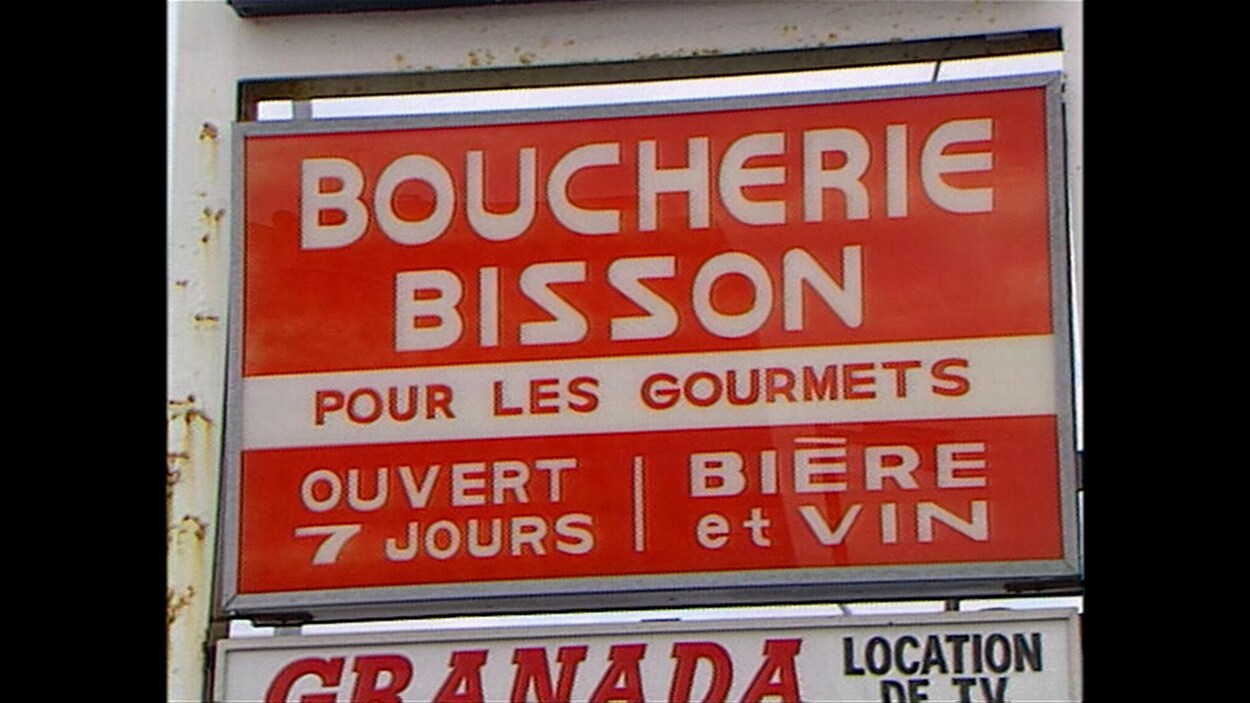 BOUCHERIE
BISSON
POUR LES GOURMETS
OUVERT
7 JOURS
BIÈRE
et VIN
GRANADA
LOCATION
DE TV